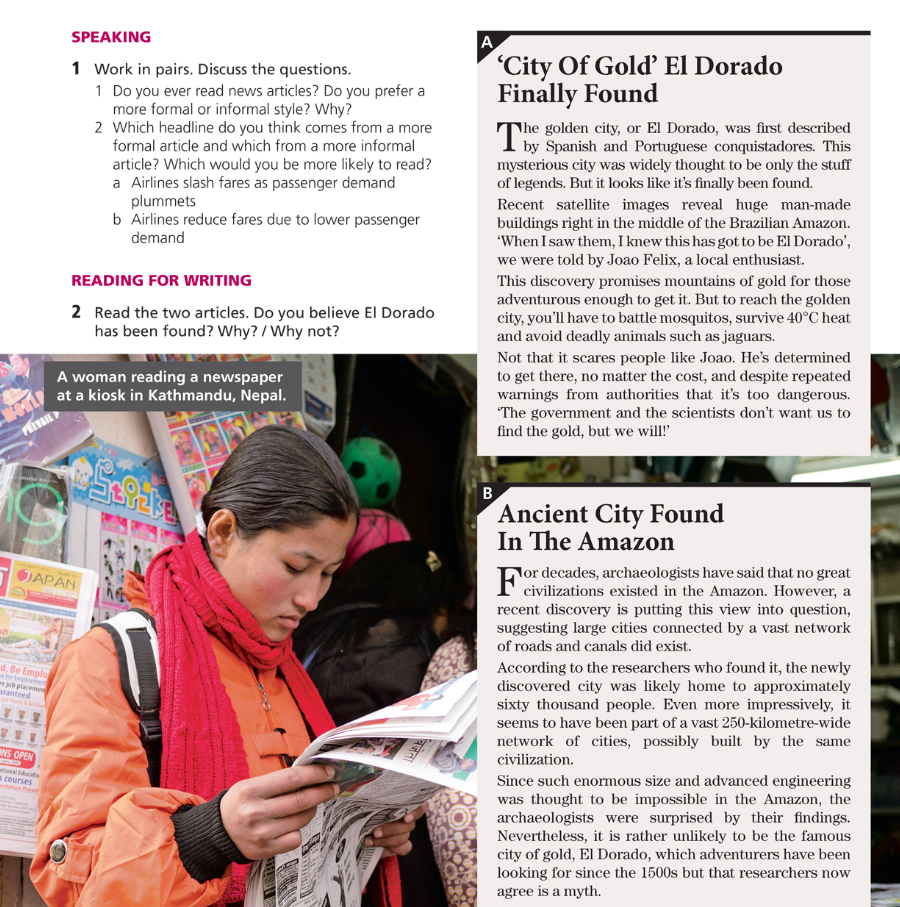 SPEAKING
1 Work in pairs. Discuss the questions.
1 Do you ever read news articles? Do you prefer a
more formal or informal style? Why?
2 Which headline do you think comes from a more
formal article and which from a more informal
article? Which would you be more likely to read?
a Airlines slash fares as passenger demand
plummets
b Airlines reduce fares due to lower passenger
demand
READING FOR WRITING
2 Read the two articles. Do you believe El Dorado
has been found? Why? / Why not?
A woman reading a newspaper
at a kiosk in Kathmandu, Nepal.
PREVAIL
JAPAN
A
‘City Of Gold’ El Dorado
Finally Found
The golden city, or El Dorado, was first described
by Spanish and Portuguese conquistadores. This
mysterious city was widely thought to be only the stuff
of legends. But it looks like it’s finally been found.
Recent satellite images reveal huge man-made
buildings right in the middle of the Brazilian Amazon.
‘When I saw them, I knew this has got to be El Dorado’,
we were told by Joao Felix, a local enthusiast.
This discovery promises mountains of gold for those
adventurous enough to get it. But to reach the golden
city, you’ll have to battle mosquitos, survive 40°C heat
and avoid deadly animals such as jaguars.
Not that it scares people like Joao. He’s determined
to get there, no matter the cost, and despite repeated
warnings from authorities that it’s too dangerous.
‘The government and the scientists don’t want us to
find the gold, but we will!’
B
Ancient City Found
In The Amazon
For decades, archaeologists have said that no great
civilizations existed in the Amazon. However, a
recent discovery is putting this view into question,
suggesting large cities connected by a vast network
of roads and canals did exist.
According to the researchers who found it, the newly
discovered city was likely home to approximately
sixty thousand people. Even more impressively, it
seems to have been part of a vast 250-kilometre-wide
network of cities, possibly built by the same
civilization.
Since such enormous size and advanced engineering
was thought to be impossible in the Amazon, the
archaeologists were surprised by their findings.
Nevertheless, it is rather unlikely to be the famous
city of gold, El Dorado, which adventurers have been
looking for since the 1500s but that researchers now
agree is a myth.